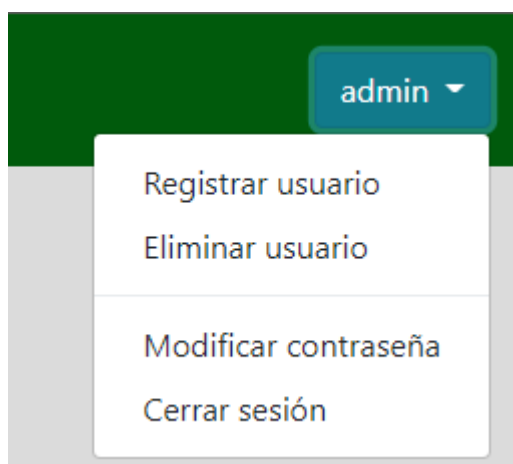 admin
Registrar usuario
Eliminar usuario
Modificar contraseña
Cerrar sesión